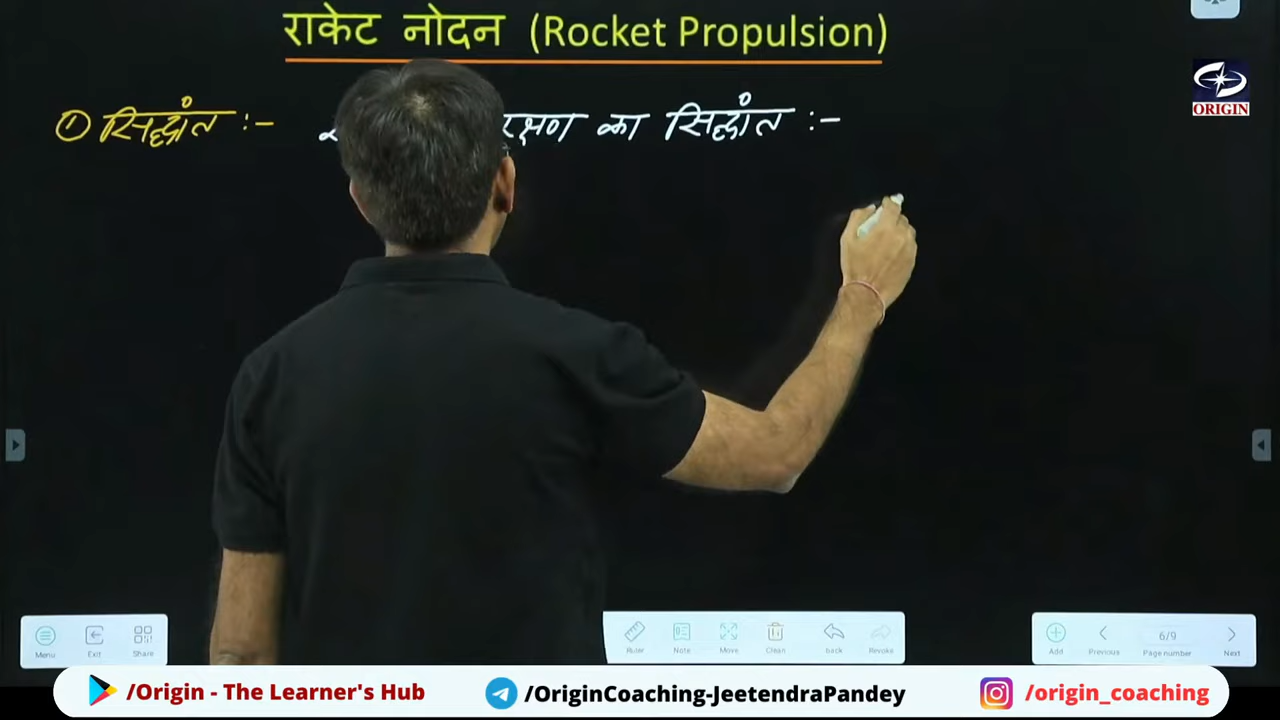 राकेट नोदन (Rocket Propulsion)
ORIGIN
① सिद्धांत :- रक्षण का सिद्धांत :-
Menu Exit Share
Ruler Note Move Clean back Revoke
Add Previous 6/9 Page number Next
/Origin - The Learner's Hub
/OriginCoaching-JeetendraPandey
/origin_coaching